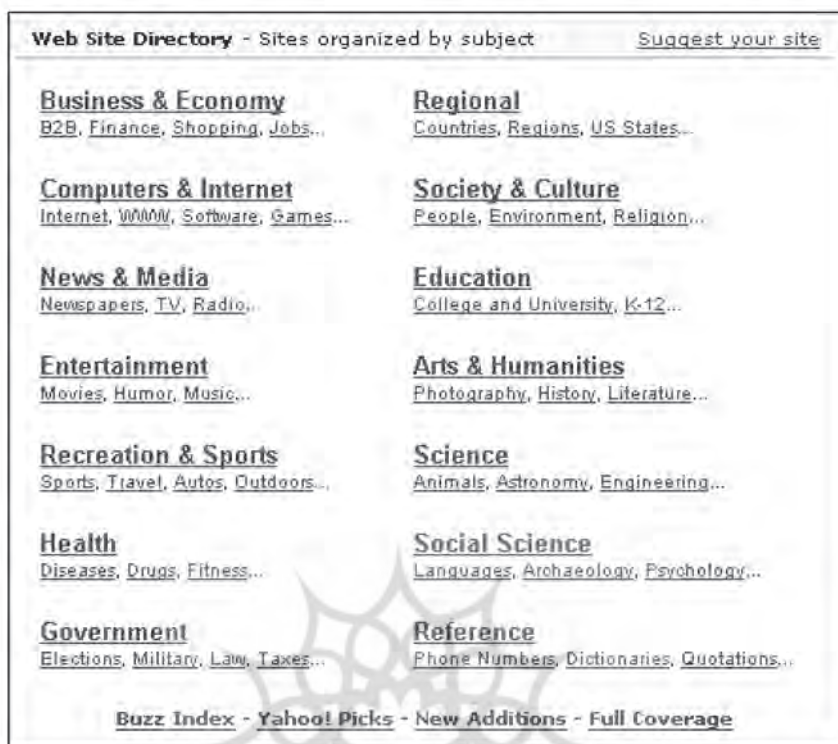 Web Site Directory - Sites organized by subject Suggest your site
Business & Economy
B2B, Finance, Shopping, Jobs...
Regional
Countries, Regions, US States...
Computers & Internet
Internet, WWW, Software, Games...
Society & Culture
People, Environment, Religion...
News & Media
Newspapers, TV, Radio...
Education
College and University, K-12...
Entertainment
Movies, Humor, Music...
Arts & Humanities
Photography, History, Literature...
Recreation & Sports
Sports, Travel, Autos, Outdoors...
Science
Animals, Astronomy, Engineering...
Health
Diseases, Drugs, Fitness...
Social Science
Languages, Archaeology, Psychology...
Government
Elections, Military, Law, Taxes...
Reference
Phone Numbers, Dictionaries, Quotations...
Buzz Index - Yahoo! Picks - New Additions - Full Coverage